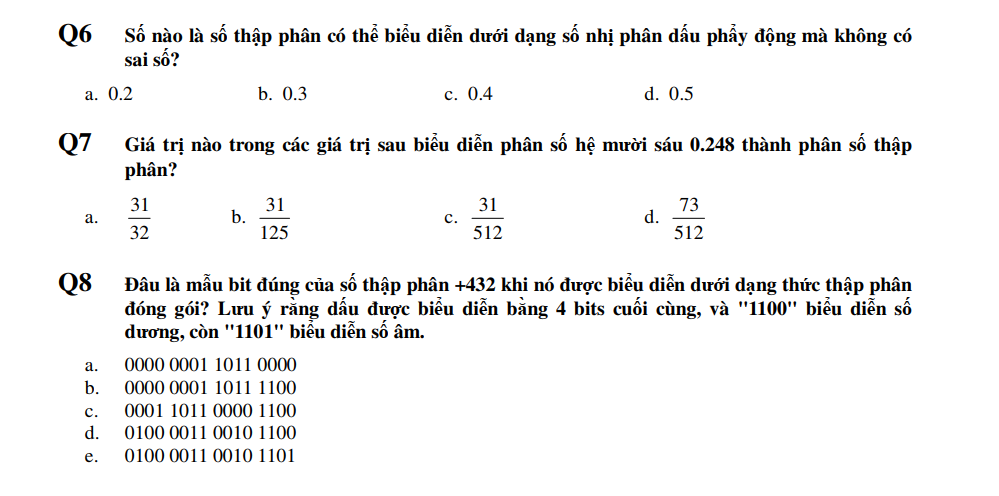 Q6 Số nào là số thập phân có thể biểu diễn dưới dạng số nhị phân dấu phẩy động mà không có
sai số?
a. 0.2 b. 0.3 c. 0.4 d. 0.5
Q7 Giá trị nào trong các giá trị sau biểu diễn phân số hệ mười sáu 0.248 thành phân số thập
phân?
a. 31/32 b. 31/125 c. 31/512 d. 73/512
Q8 Đâu là mẫu bit đúng của số thập phân +432 khi nó được biểu diễn dưới dạng thức thập phân
đóng gói? Lưu ý rằng dấu được biểu diễn bằng 4 bits cuối cùng, và "1100" biểu diễn số
dương, còn "1101" biểu diễn số âm.
a. 0000 0001 1011 0000
b. 0000 0001 1011 1100
c. 0001 1011 0000 1100
d. 0100 0011 0010 1100
e. 0100 0011 0010 1101